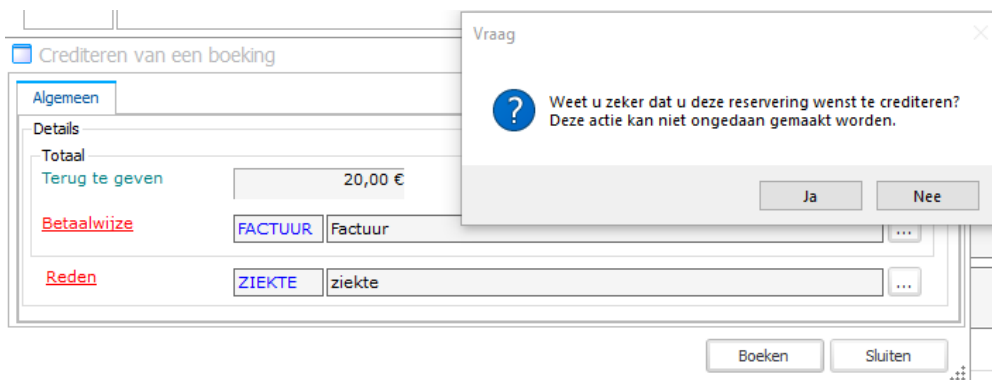 Vraag
Crediteren van een boeking
Algemeen
Weet u zeker dat u deze reservering wenst te crediteren?
Deze actie kan niet ongedaan gemaakt worden.
Details
Totaal
Terug te geven 20,00 €
Ja Nee
Betaalwijze FACTUUR Factuur ...
Reden ZIEKTE ziekte ...
Boeken Sluiten